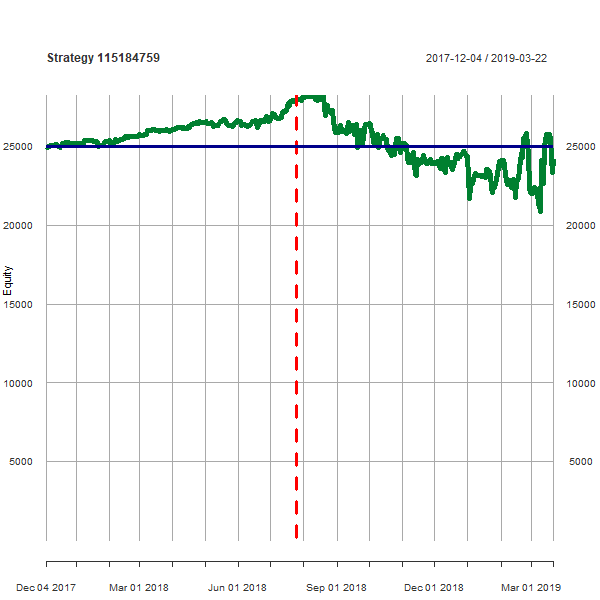 Strategy 115184759
2017-12-04 / 2019-03-22
25000 25000
20000 20000
Equity
15000 15000
10000 10000
5000 5000
Dec 04 2017 Mar 01 2018 Jun 01 2018 Sep 01 2018 Dec 01 2018 Mar 01 2019